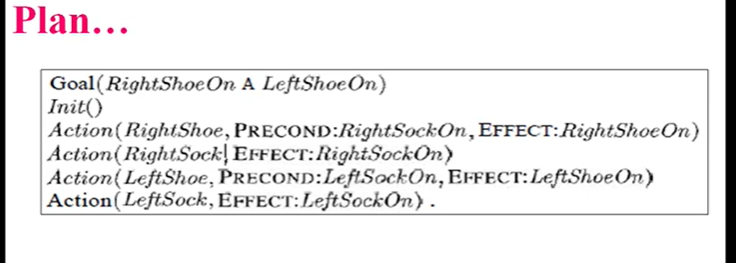 Plan...
Goal(RightShoeOn A LeftShoeOn)
Init()
Action(RightShoe, PRECOND:RightSockOn, EFFECT:RightShoeOn)
Action(RightSock| EFFECT:RightSockOn)
Action(LeftShoe, PRECOND:LeftSockOn, EFFECT:LeftShoeOn)
Action(LeftSock, EFFECT:LeftSockOn) .